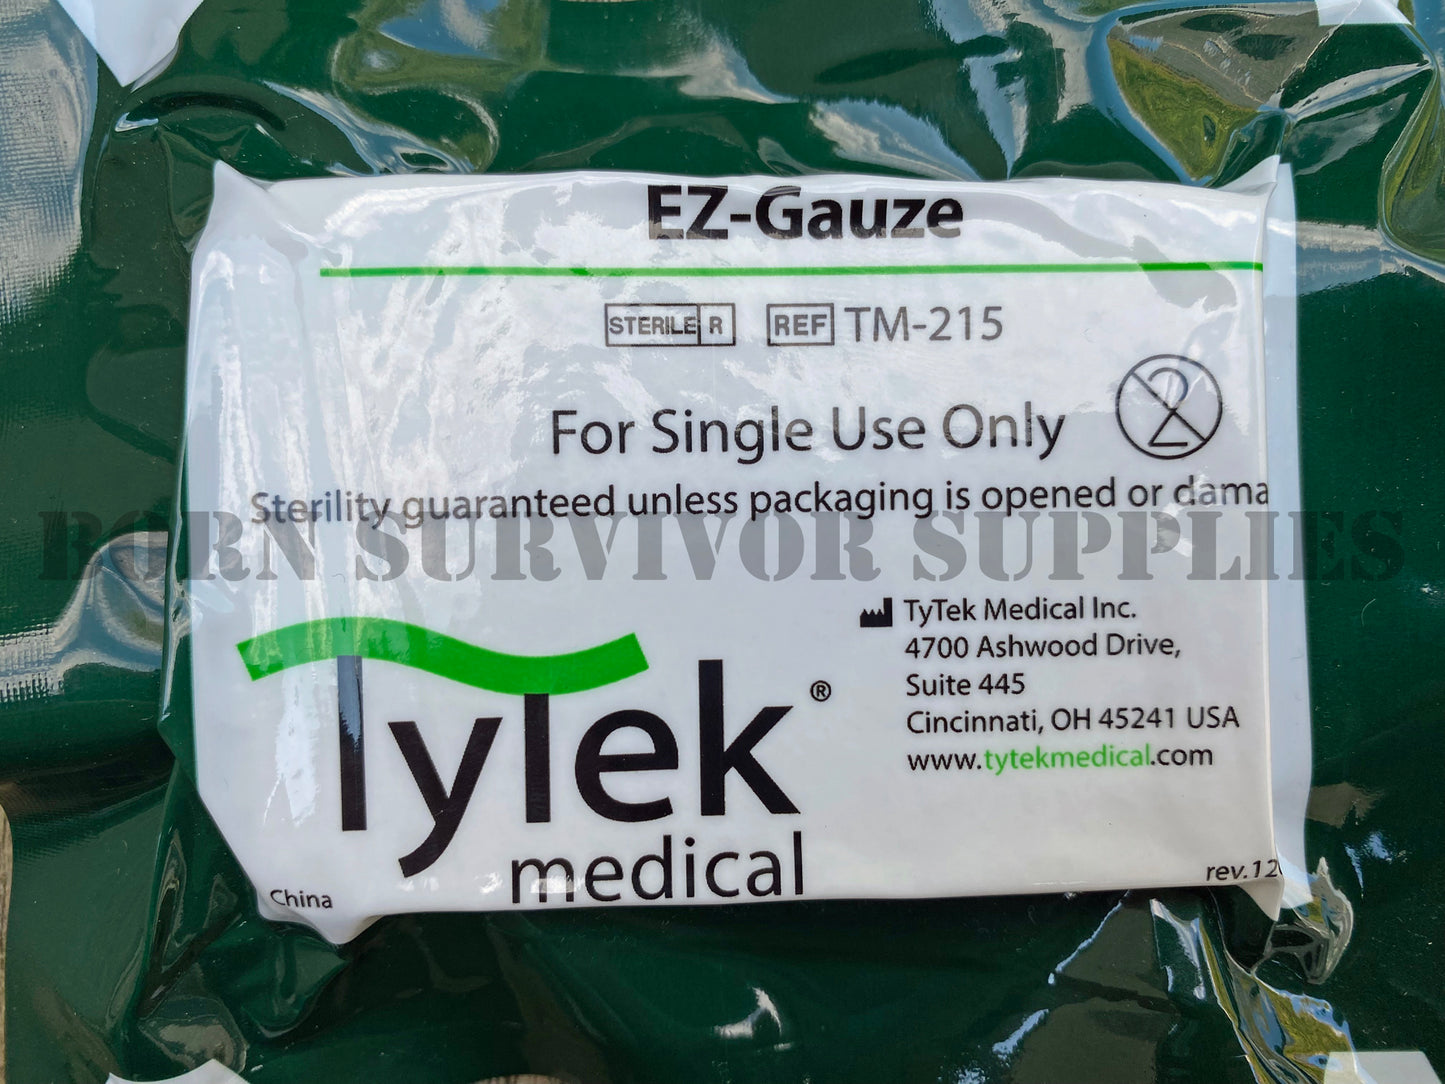 EZ-Gauze
STERILE R REF TM-215
2
For Single Use Only
Sterility guaranteed unless packaging is opened or dama
BORN SURVIVOR SUPPLIES
TyTek Medical Inc.
4700 Ashwood Drive,
Suite 445
Cincinnati, OH 45241 USA
www.tytekmedical.com
TyTek®
medical
China
rev.12